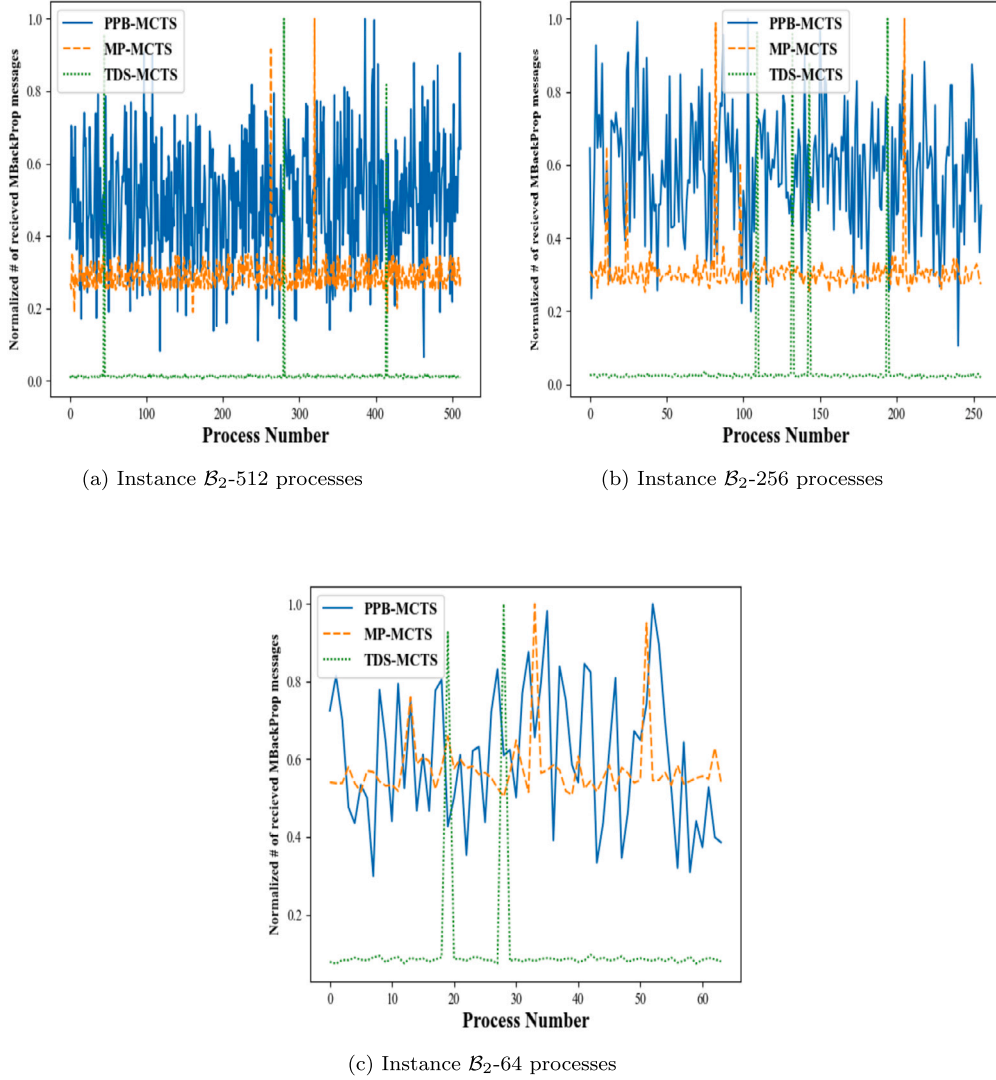 Normalized # of recieved MBackProp messages
PPB-MCTS
MP-MCTS
TDS-MCTS
1.0
0.8
0.6
0.4
0.2
0.0
0 100 200 300 400 500
Process Number
(a) Instance B₂-512 processes
Normalized # of recieved MBackProp messages
PPB-MCTS
MP-MCTS
TDS-MCTS
1.0
0.8
0.6
0.4
0.2
0.0
0 50 100 150 200 250
Process Number
(b) Instance B₂-256 processes
Normalized # of recieved MBackProp messages
PPB-MCTS
MP-MCTS
TDS-MCTS
1.0
0.8
0.6
0.4
0.2
0 10 20 30 40 50 60
Process Number
(c) Instance B₂-64 processes